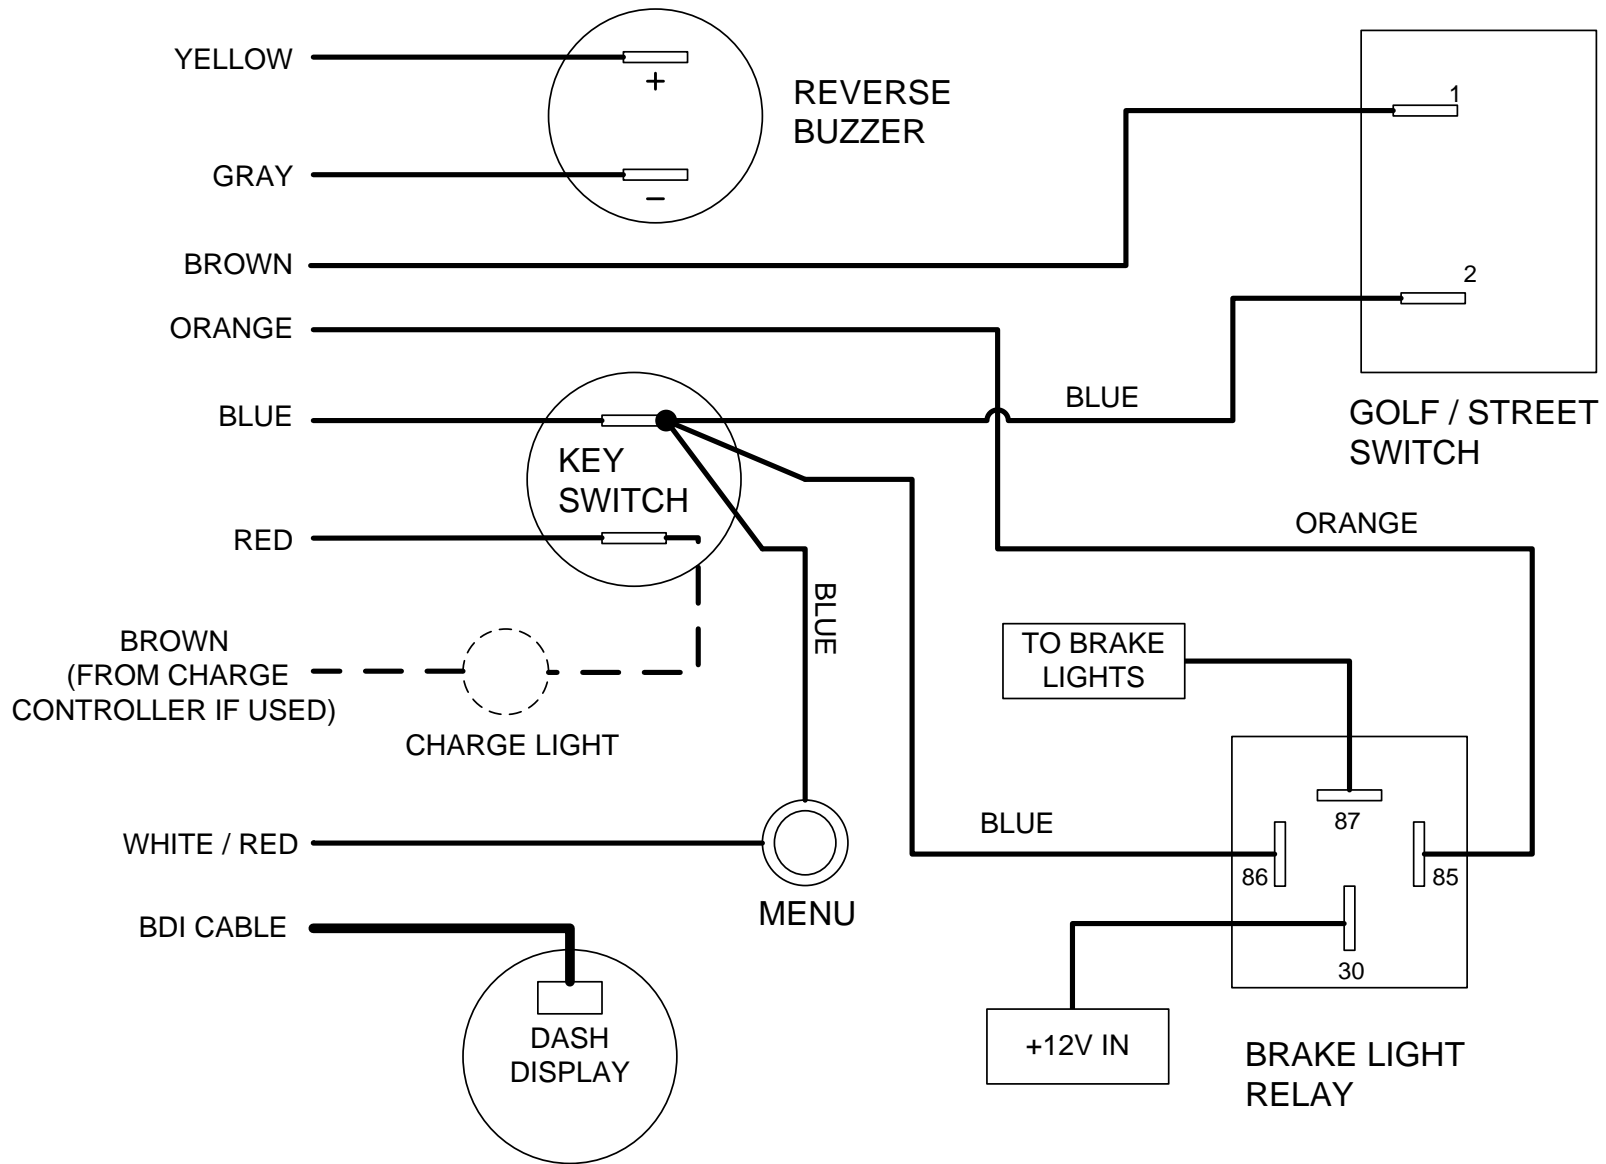 YELLOW
+
REVERSE
BUZZER
1
GRAY
–
BROWN
2
ORANGE
BLUE
BLUE
GOLF / STREET
SWITCH
KEY
SWITCH
RED
ORANGE
BLUE
BROWN
(FROM CHARGE
CONTROLLER IF USED)
CHARGE LIGHT
TO BRAKE
LIGHTS
WHITE / RED
BLUE
87
86
85
MENU
BDI CABLE
30
DASH
DISPLAY
+12V IN
BRAKE LIGHT
RELAY